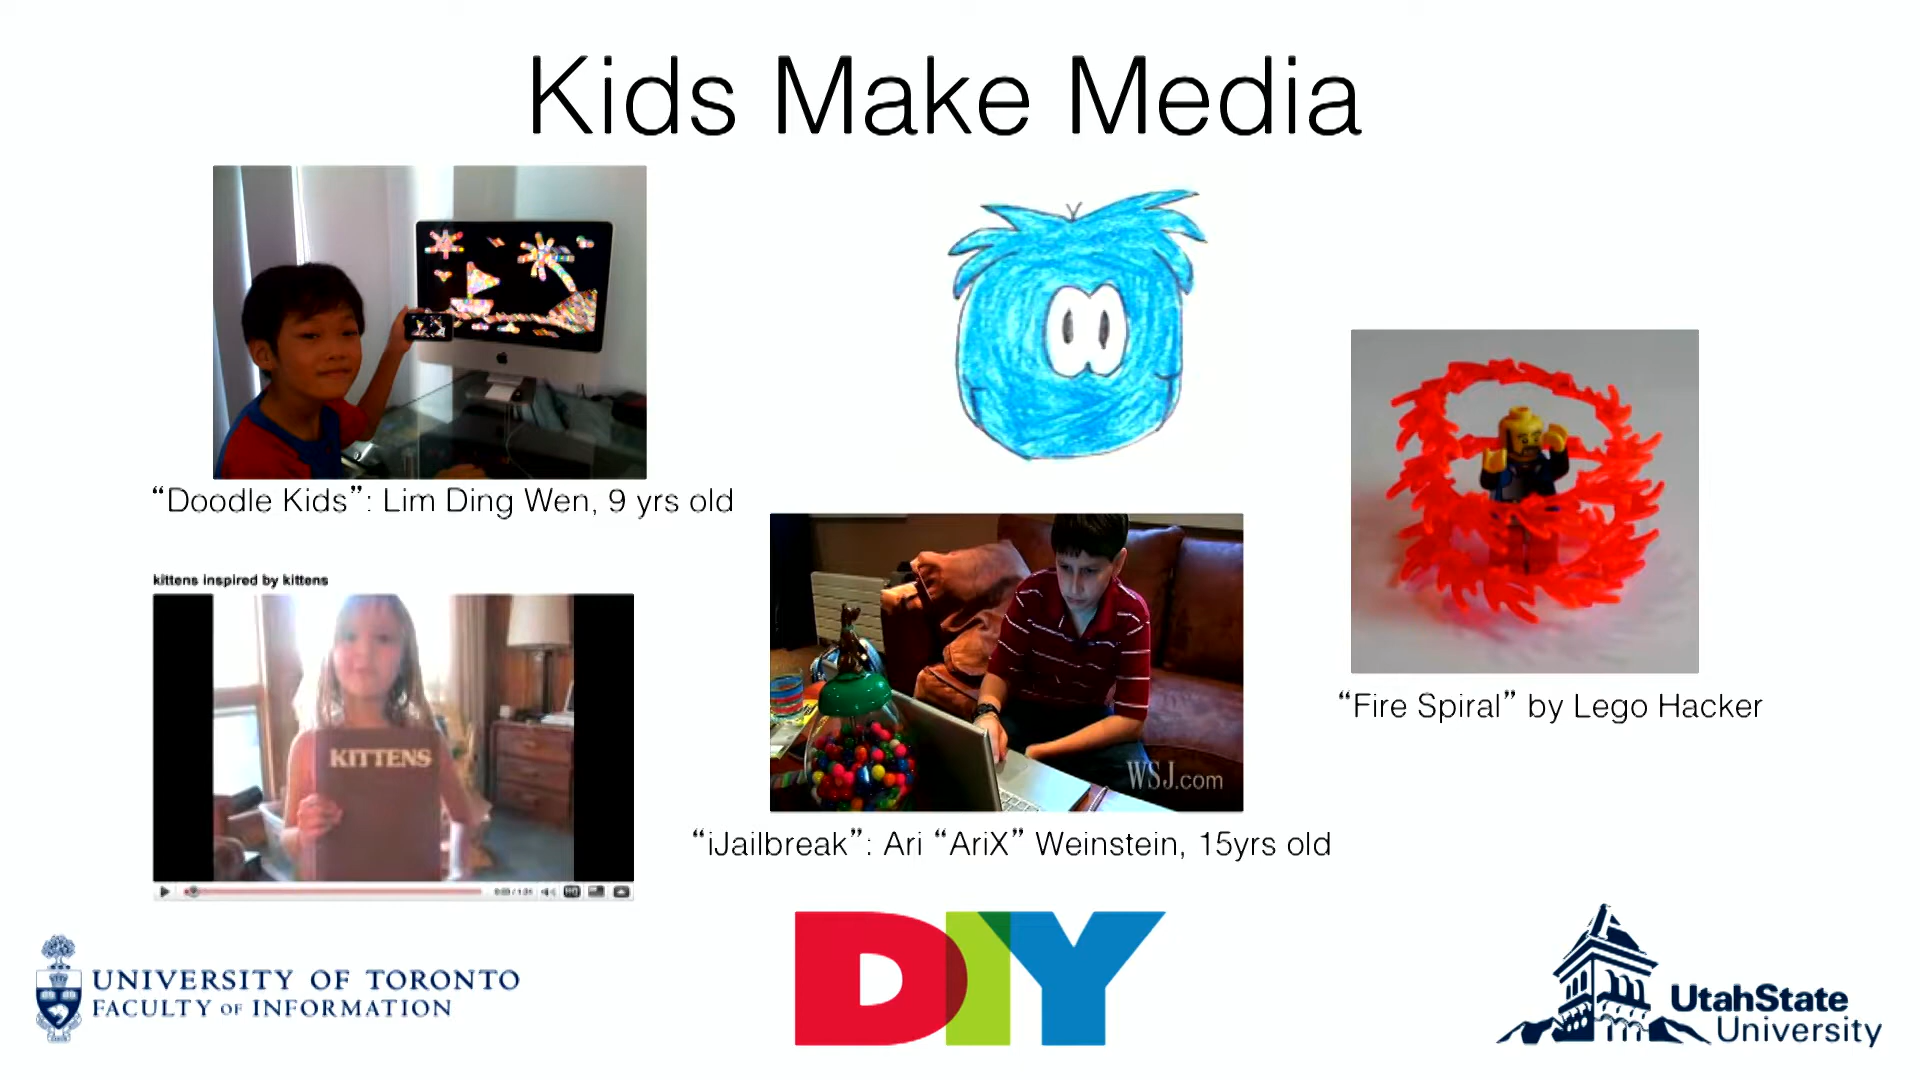 Kids Make Media
“Doodle Kids”: Lim Ding Wen, 9 yrs old
kittens inspired by kittens
KITTENS
WSJ.com
“Fire Spiral” by Lego Hacker
“iJailbreak”: Ari “AriX” Weinstein, 15yrs old
UNIVERSITY OF TORONTO
FACULTY OF INFORMATION
DIY
UtahState
University